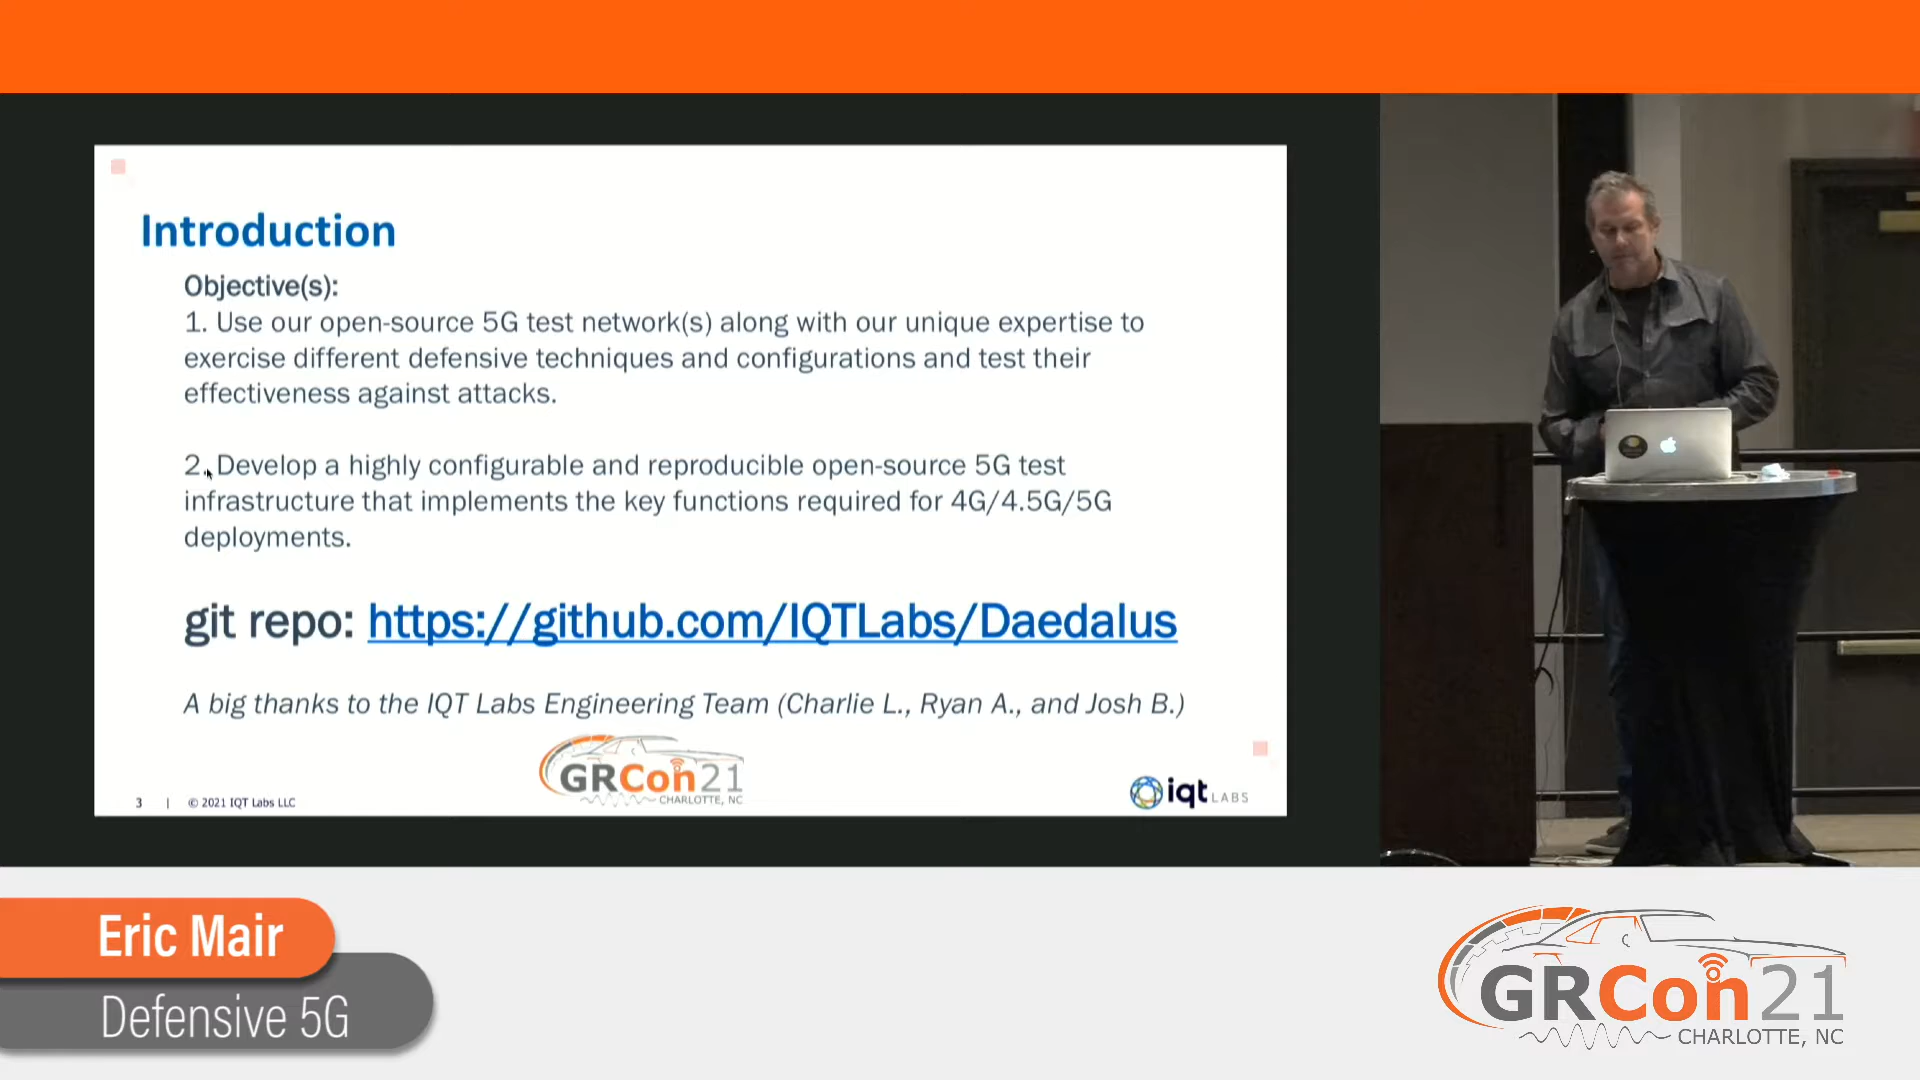 Introduction
Objective(s):
1. Use our open-source 5G test network(s) along with our unique expertise to
exercise different defensive techniques and configurations and test their
effectiveness against attacks.
2. Develop a highly configurable and reproducible open-source 5G test
infrastructure that implements the key functions required for 4G/4.5G/5G
deployments.
git repo: https://github.com/IQTLabs/Daedalus
A big thanks to the IQT Labs Engineering Team (Charlie L., Ryan A., and Josh B.)
GRCon21
CHARLOTTE, NC
3 | © 2021 IQT Labs LLC
iqt LABS
Eric Mair
Defensive 5G
GRCon21
CHARLOTTE, NC